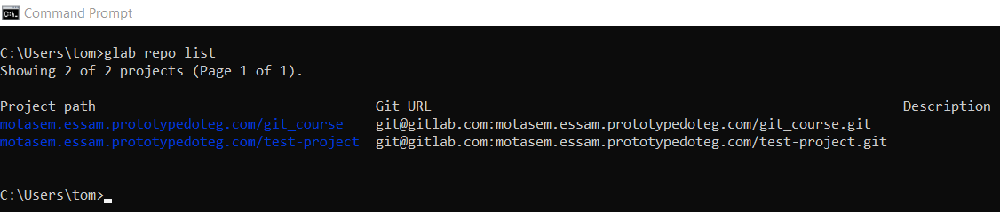 Command Prompt
C:\Users\tom>glab repo list
Showing 2 of 2 projects (Page 1 of 1).
Project path Git URL Description
motasem.essam.prototypedoteg.com/git_course git@gitlab.com:motasem.essam.prototypedoteg.com/git_course.git
motasem.essam.prototypedoteg.com/test-project git@gitlab.com:motasem.essam.prototypedoteg.com/test-project.git
C:\Users\tom>